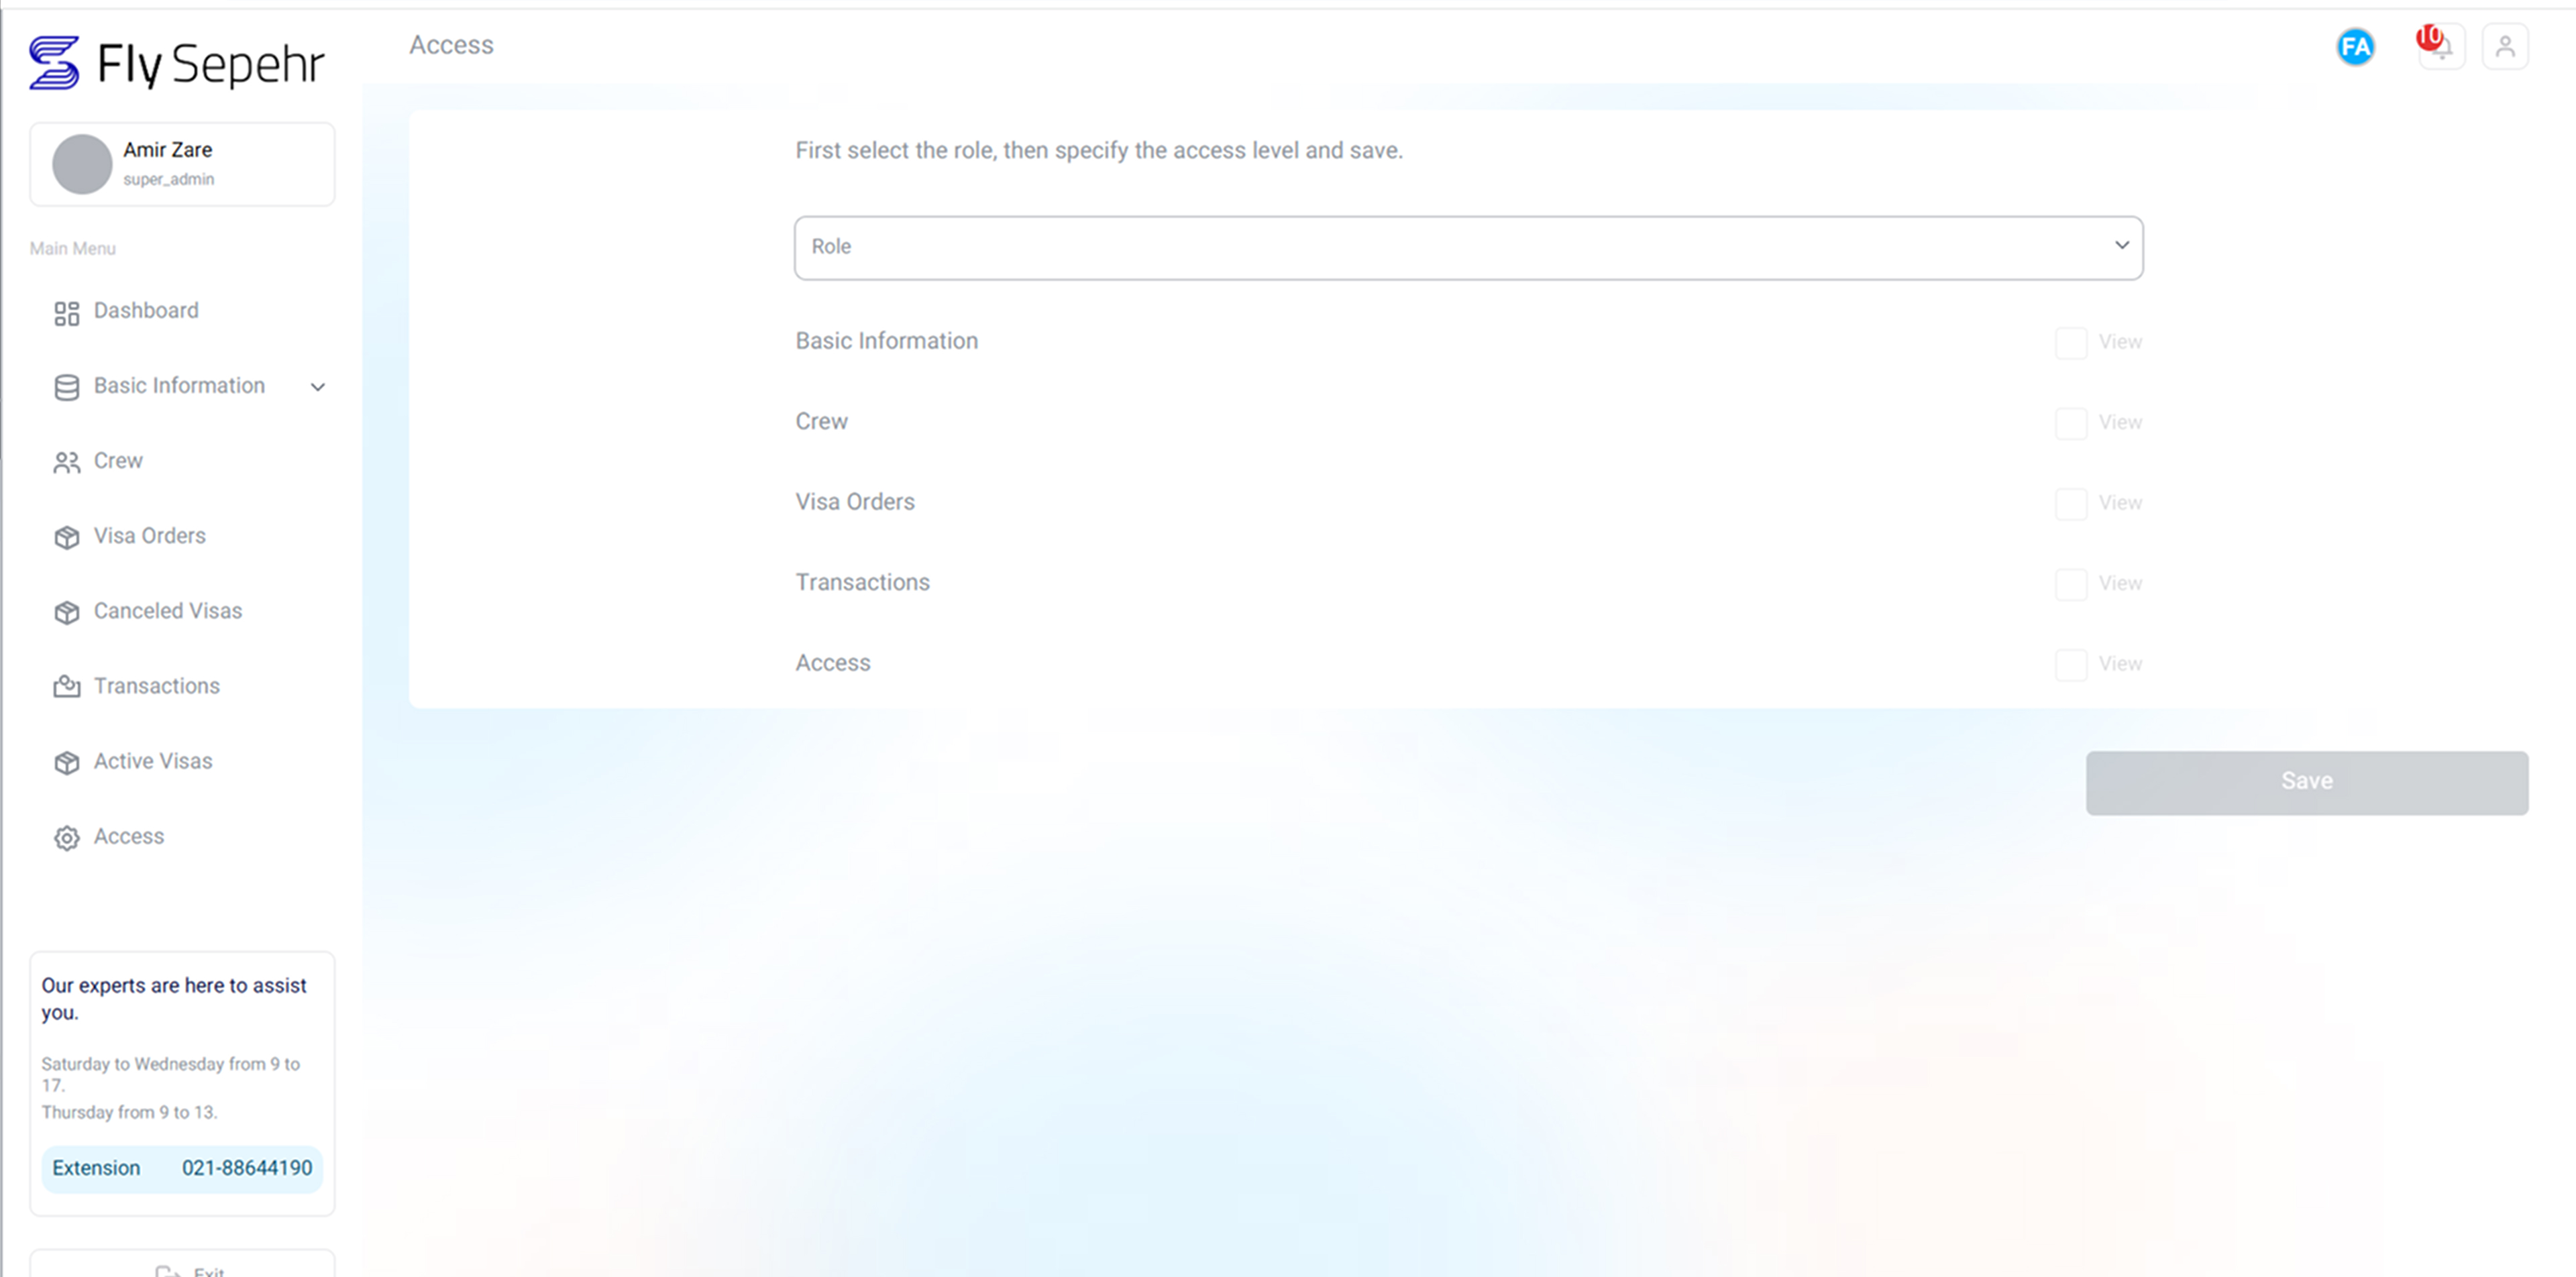 Fly Sepehr
Amir Zare
super_admin
Main Menu
Dashboard
Basic Information
Crew
Visa Orders
Canceled Visas
Transactions
Active Visas
Access
Our experts are here to assist
you.
Saturday to Wednesday from 9 to
17.
Thursday from 9 to 13.
Extension 021-88644190
Exit
Access
FA
10
First select the role, then specify the access level and save.
Role
Basic Information View
Crew View
Visa Orders View
Transactions View
Access View
Save